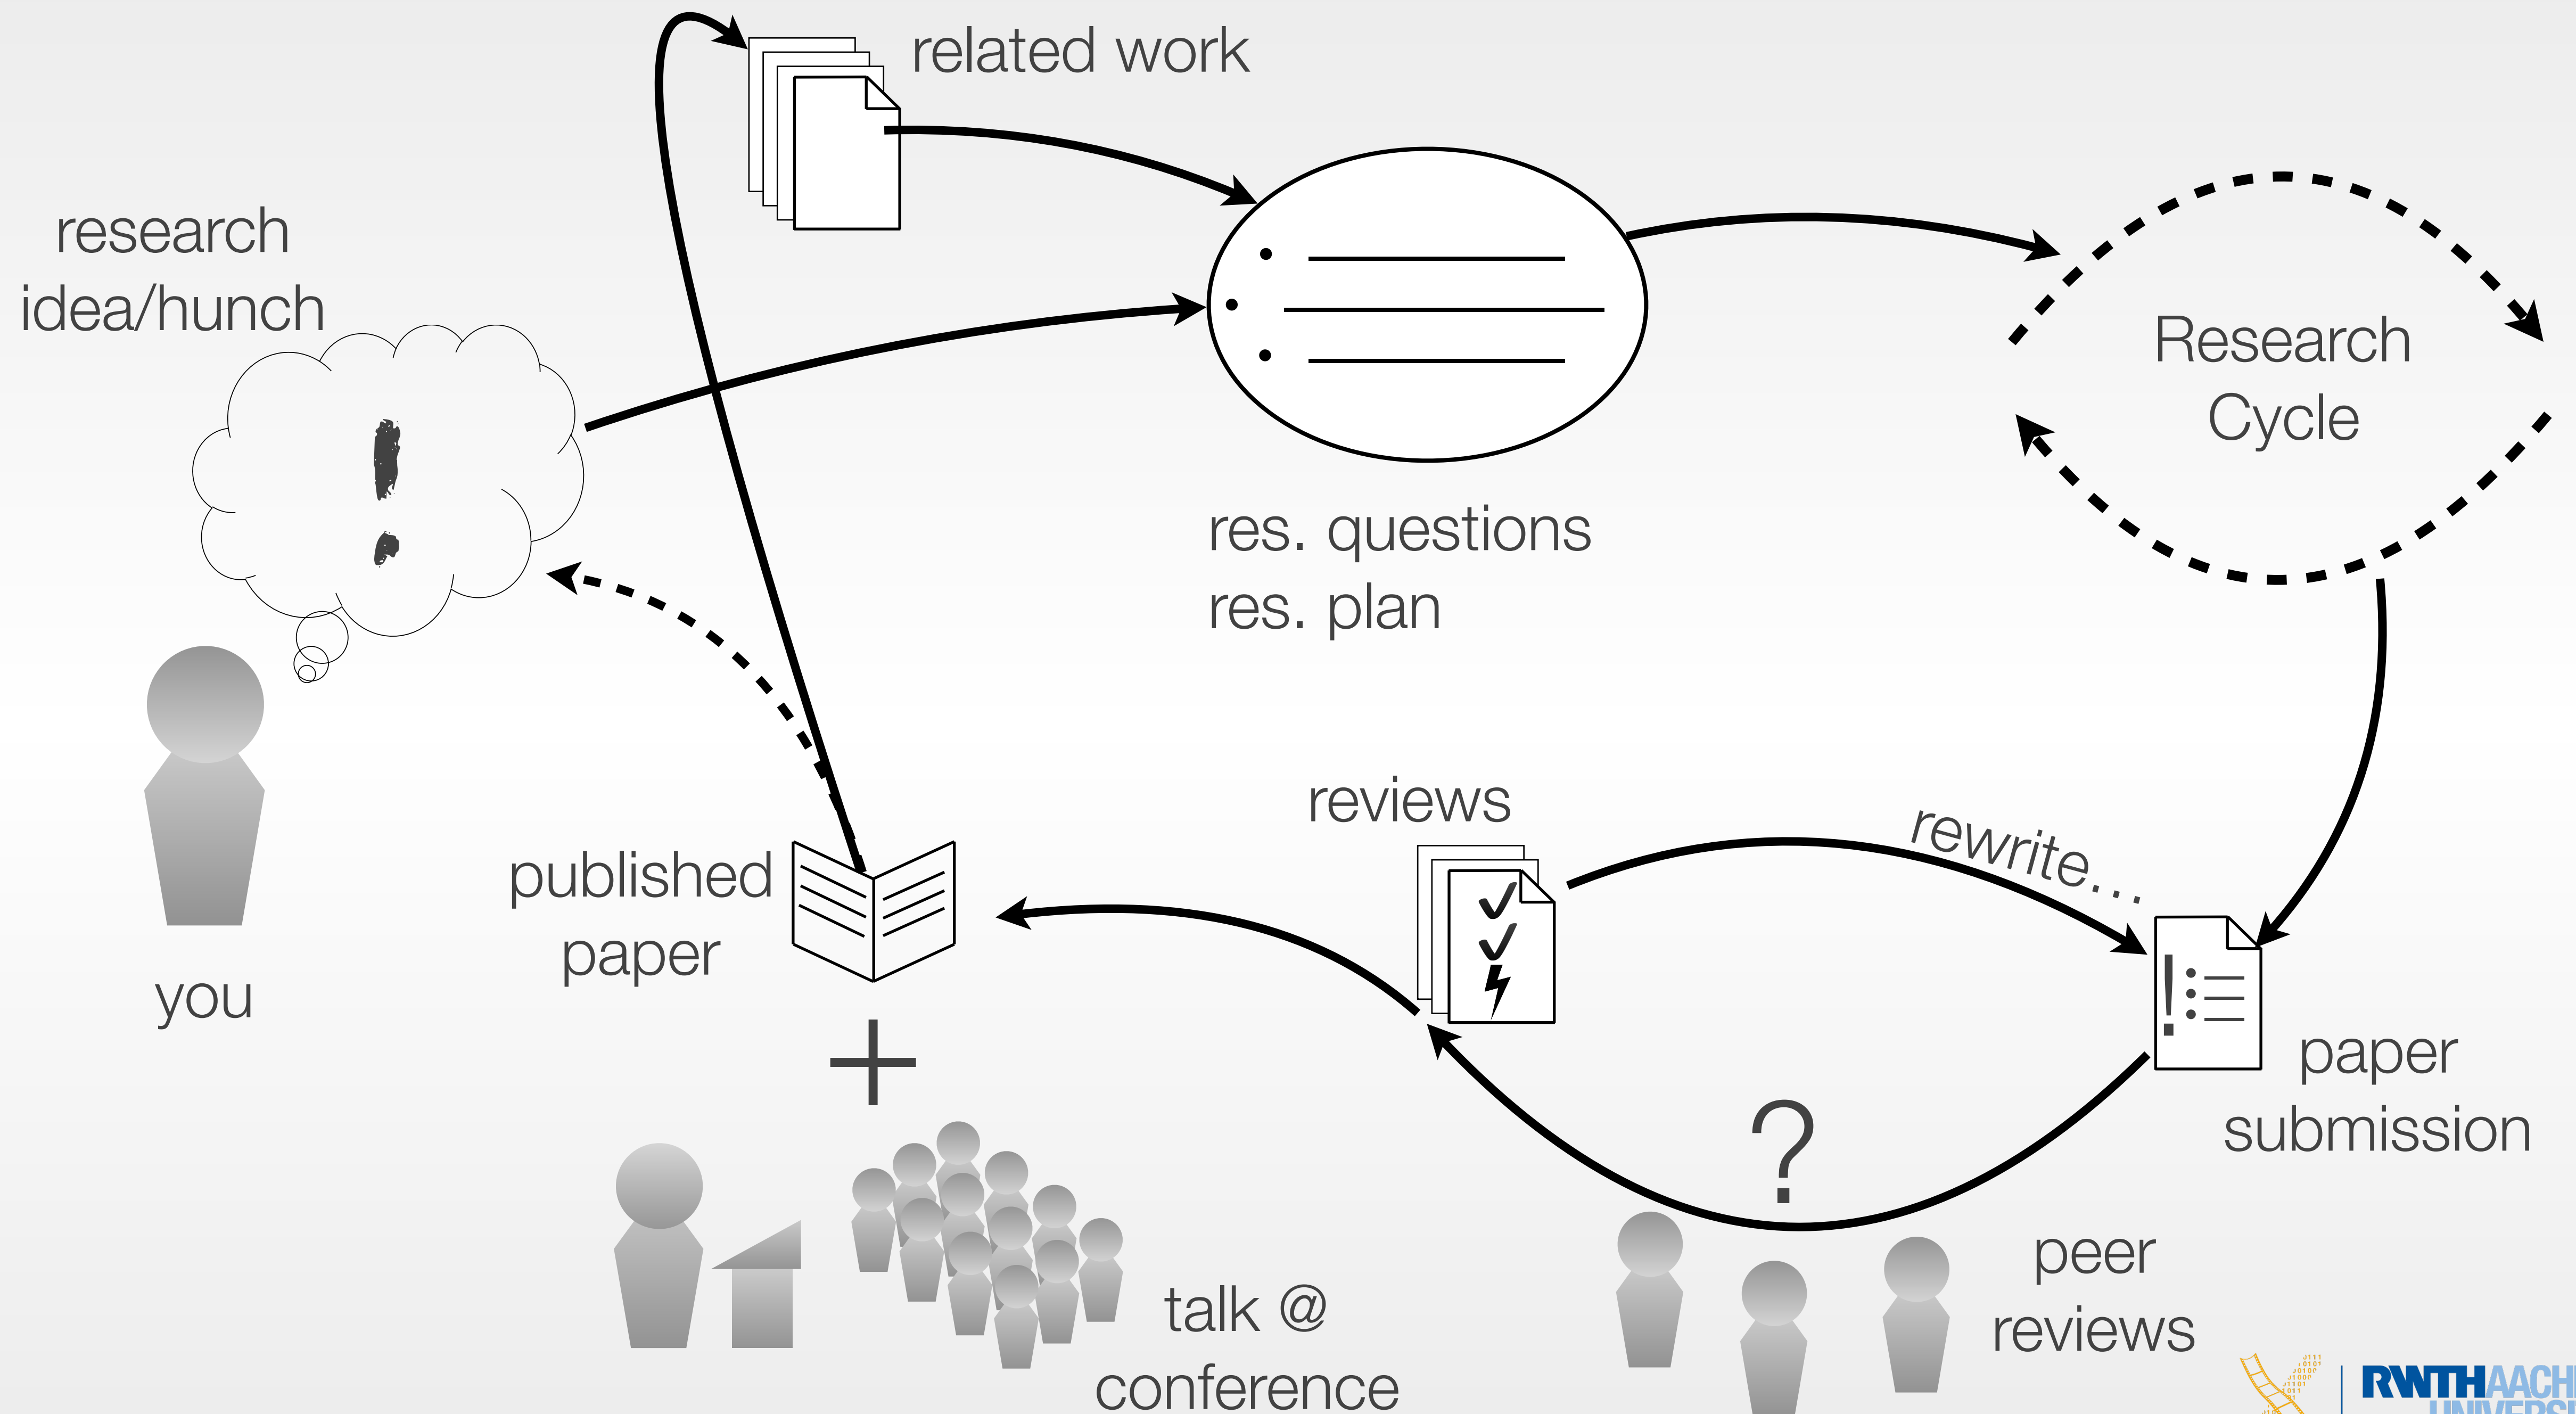 related work
research
idea/hunch
Research
Cycle
res. questions
res. plan
reviews
rewrite...
published
paper
you
paper
submission
?
peer
reviews
talk @
conference